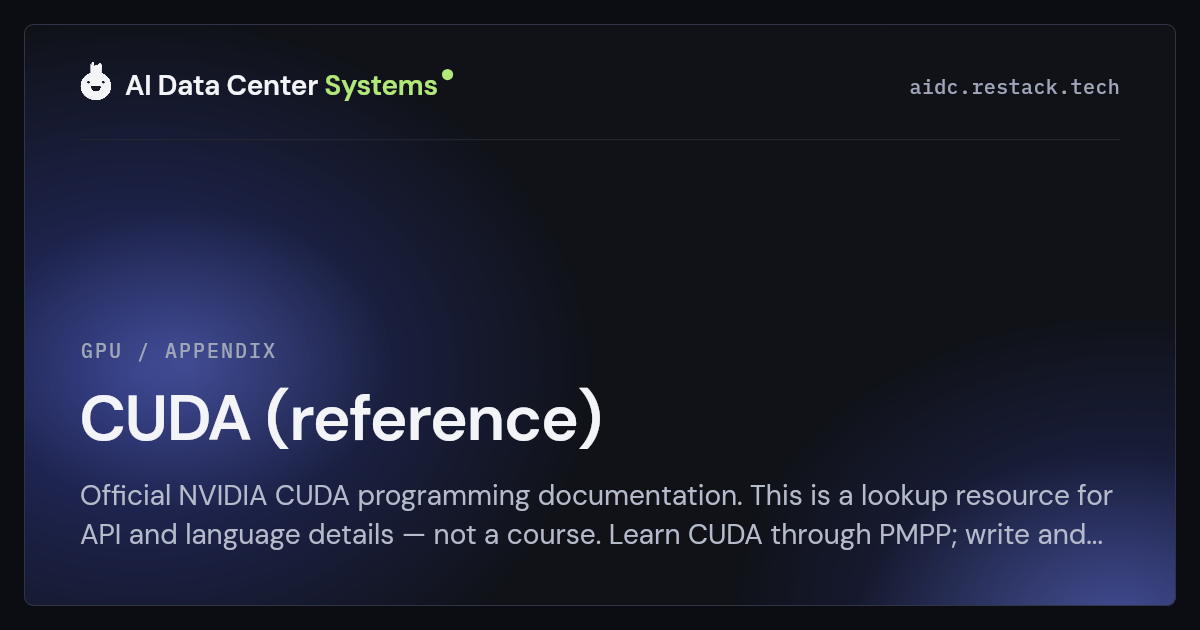 AI Data Center Systems
aidc.restack.tech
GPU / APPENDIX
CUDA (reference)
Official NVIDIA CUDA programming documentation. This is a lookup resource for
API and language details — not a course. Learn CUDA through PMPP; write and...